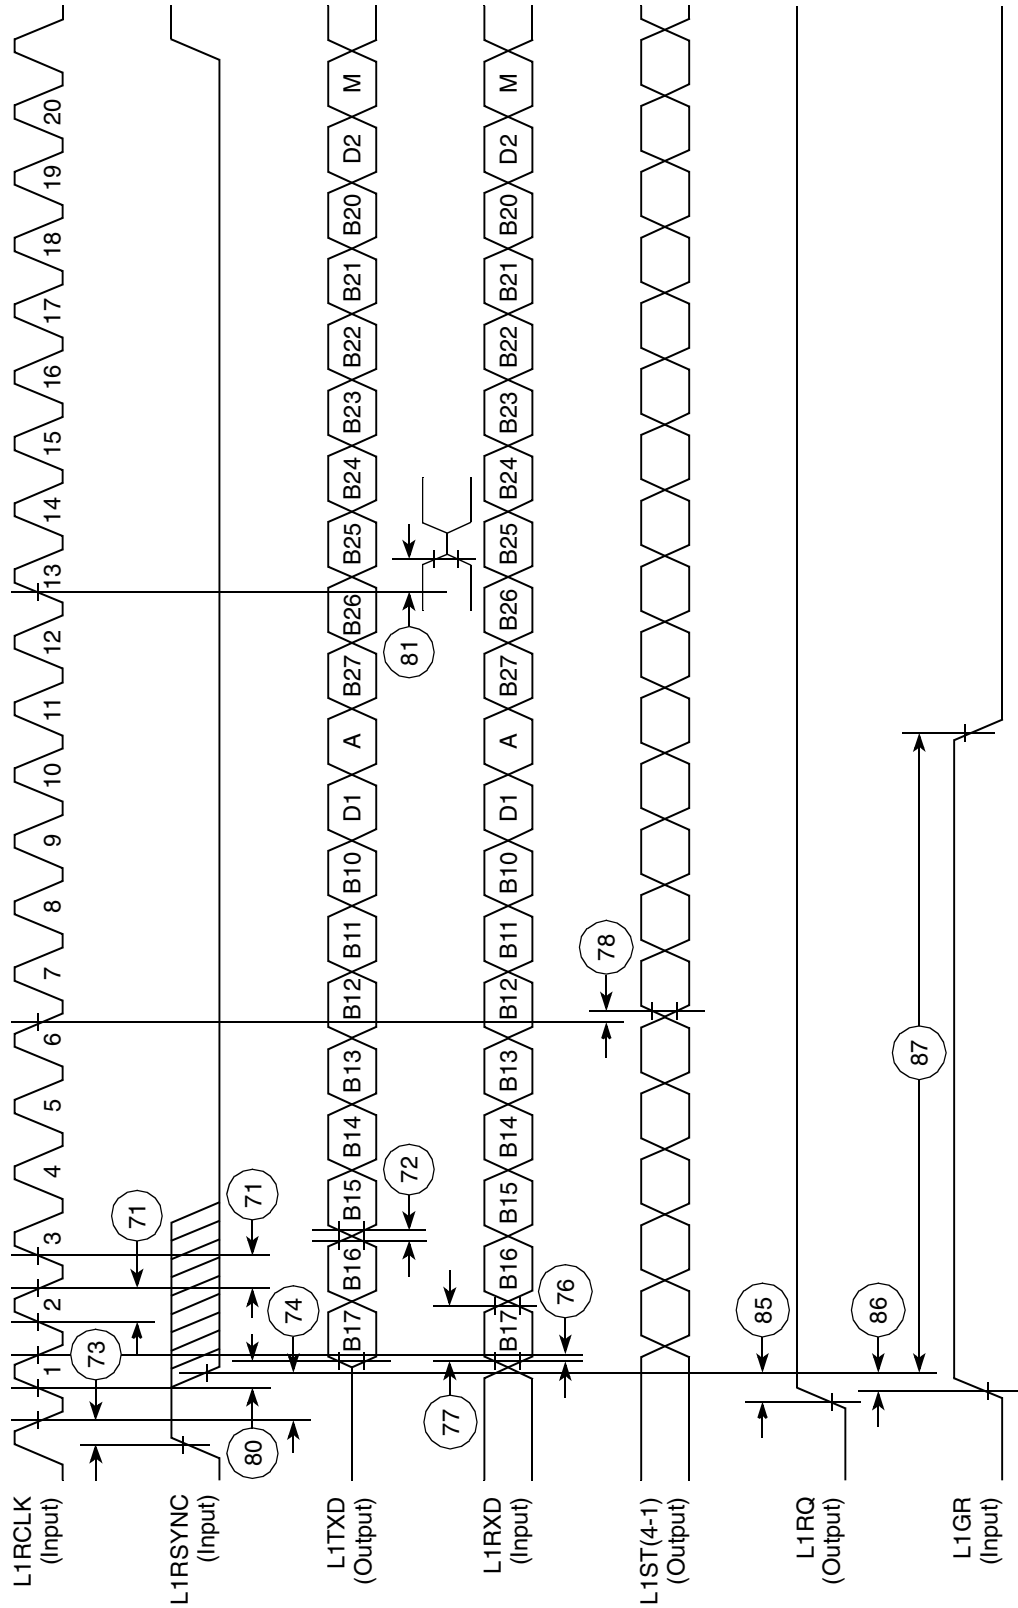 L1RCLK
(Input)
1 2 3 4 5 6 7 8 9 10 11 12 13 14 15 16 17 18 19 20
73
71
71
L1RSYNC
(Input)
80
74
L1TXD
(Output)
B17 B16 B15 B14 B13 B12 B11 B10 D1 A B27 B26 B25 B24 B23 B22 B21 B20 D2 M
72
81
77
L1RXD
(Input)
B17 B16 B15 B14 B13 B12 B11 B10 D1 A B27 B26 B25 B24 B23 B22 B21 B20 D2 M
76
78
L1ST(4-1)
(Output)
85
L1RQ
(Output)
86
87
L1GR
(Input)